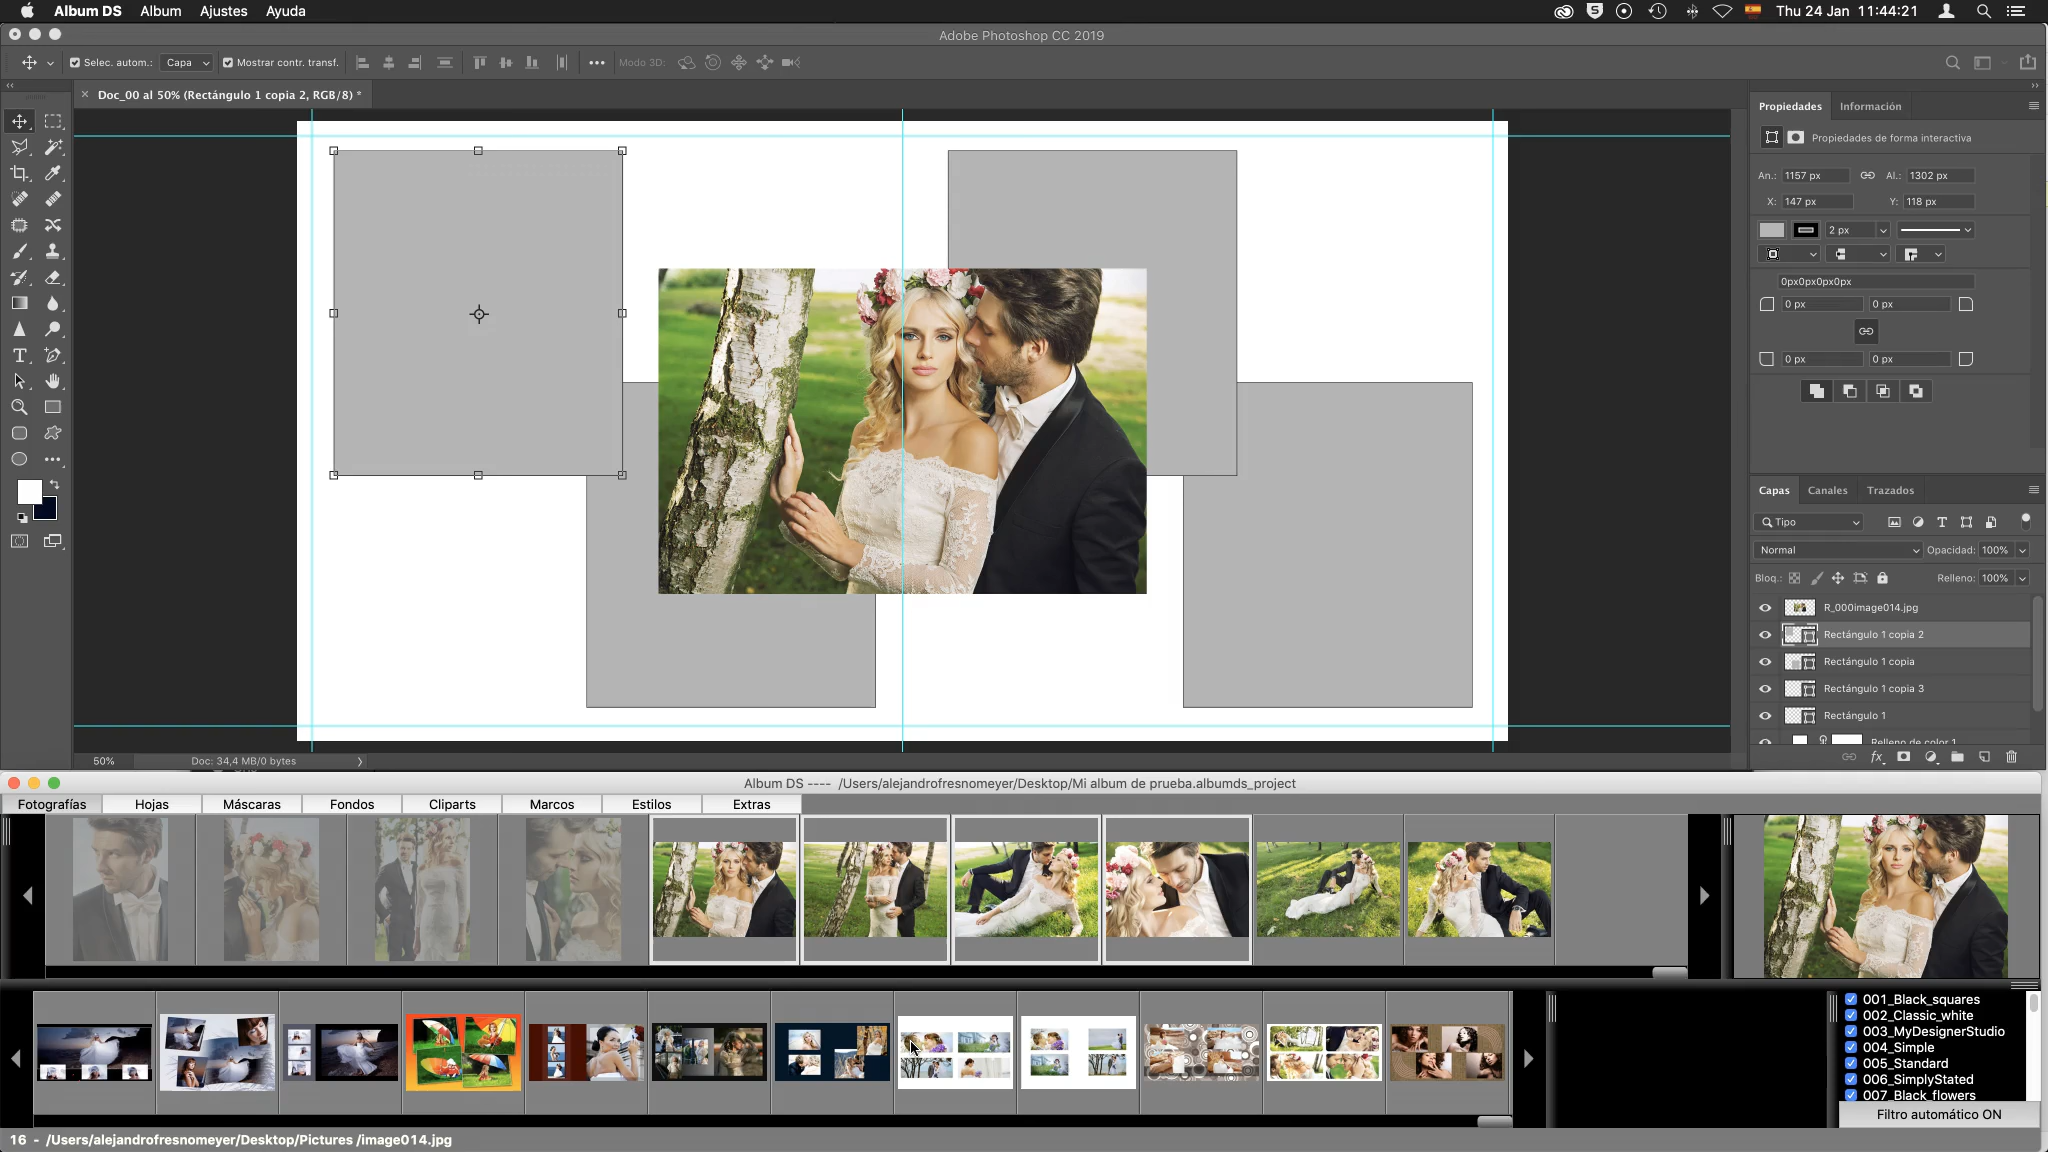 Album DS Album Ajustes Ayuda
Thu 24 Jan 11:44:21
Adobe Photoshop CC 2019
Selec. autom.: Capa Mostrar contr. transf. Modo 3D:
Doc_00 al 50% (Rectángulo 1 copia 2, RGB/8) *
Propiedades Información
Propiedades de forma interactiva
An.: 1157 px Al.: 1302 px
X: 147 px Y: 118 px
2 px
0px0px0px0px
0 px 0 px
0 px 0 px
Capas Canales Trazados
Tipo
Normal Opacidad: 100%
Bloq.: Relleno: 100%
R_000image014.jpg
Rectángulo 1 copia 2
Rectángulo 1 copia
Rectángulo 1 copia 3
Rectángulo 1
Relleno de color 1
50% Doc: 34,4 MB/0 bytes
Album DS ---- /Users/alejandrofresnomeyer/Desktop/Mi album de prueba.albumds_project
Fotografías Hojas Máscaras Fondos Cliparts Marcos Estilos Extras
001_Black_squares
002_Classic_white
003_MyDesignerStudio
004_Simple
005_Standard
006_SimplyStated
007_Black_flowers
Filtro automático ON
16 - /Users/alejandrofresnomeyer/Desktop/Pictures /image014.jpg